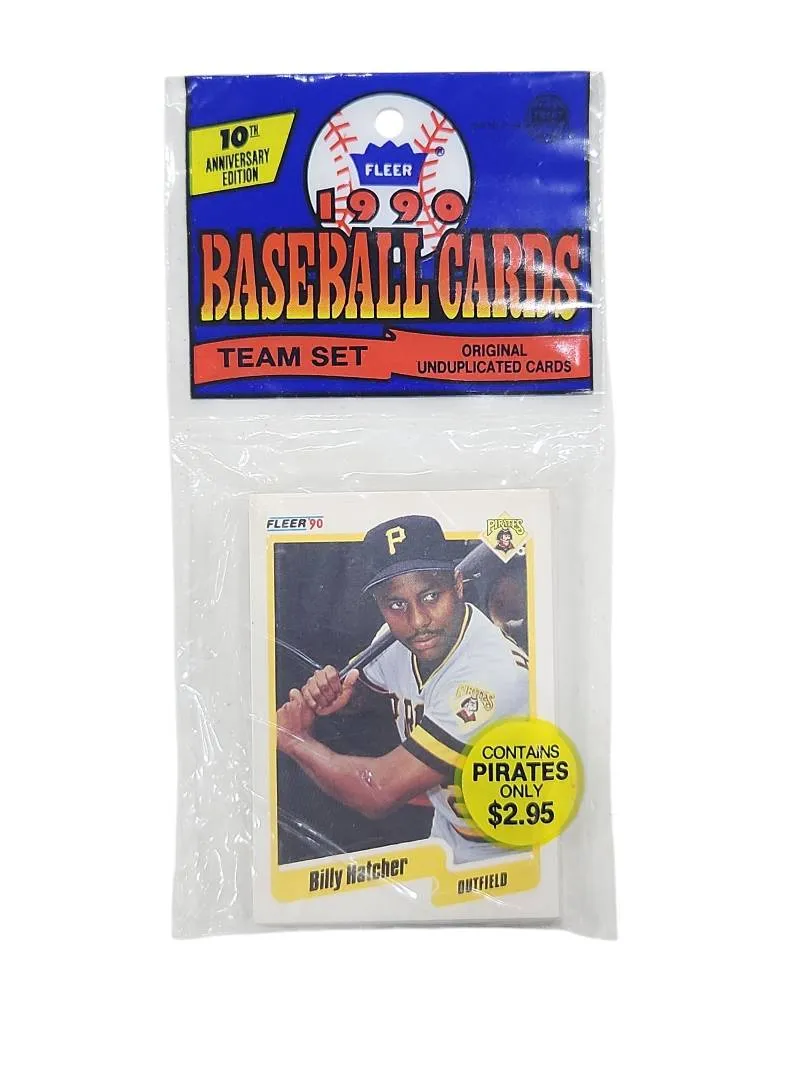 10TH
ANNIVERSARY
EDITION
FLEER®
1990
BASEBALL CARDS
TEAM SET
ORIGINAL
UNDUPLICATED CARDS
FLEER '90
PIRATES
P
PIRATES
CONTAINS
PIRATES
ONLY
$2.95
Billy Hatcher
OUTFIELD